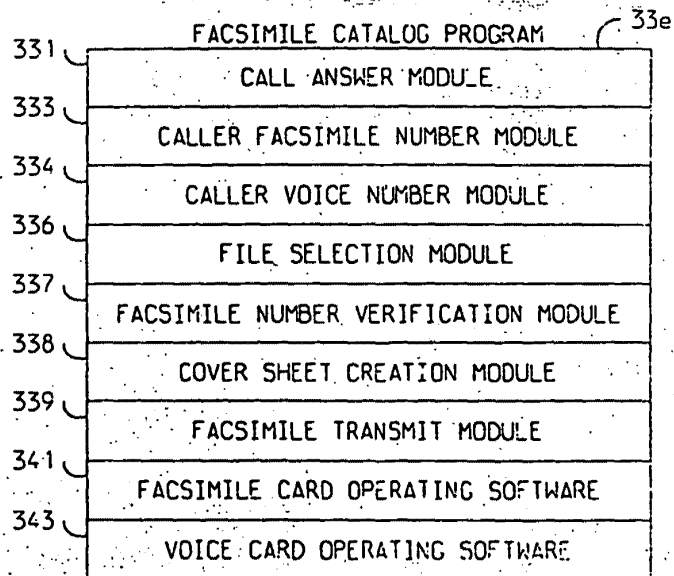 FACSIMILE CATALOG PROGRAM 33e
331 CALL ANSWER MODULE
333 CALLER FACSIMILE NUMBER MODULE
334 CALLER VOICE NUMBER MODULE
336 FILE SELECTION MODULE
337 FACSIMILE NUMBER VERIFICATION MODULE
338 COVER SHEET CREATION MODULE
339 FACSIMILE TRANSMIT MODULE
341 FACSIMILE CARD OPERATING SOFTWARE
343 VOICE CARD OPERATING SOFTWARE